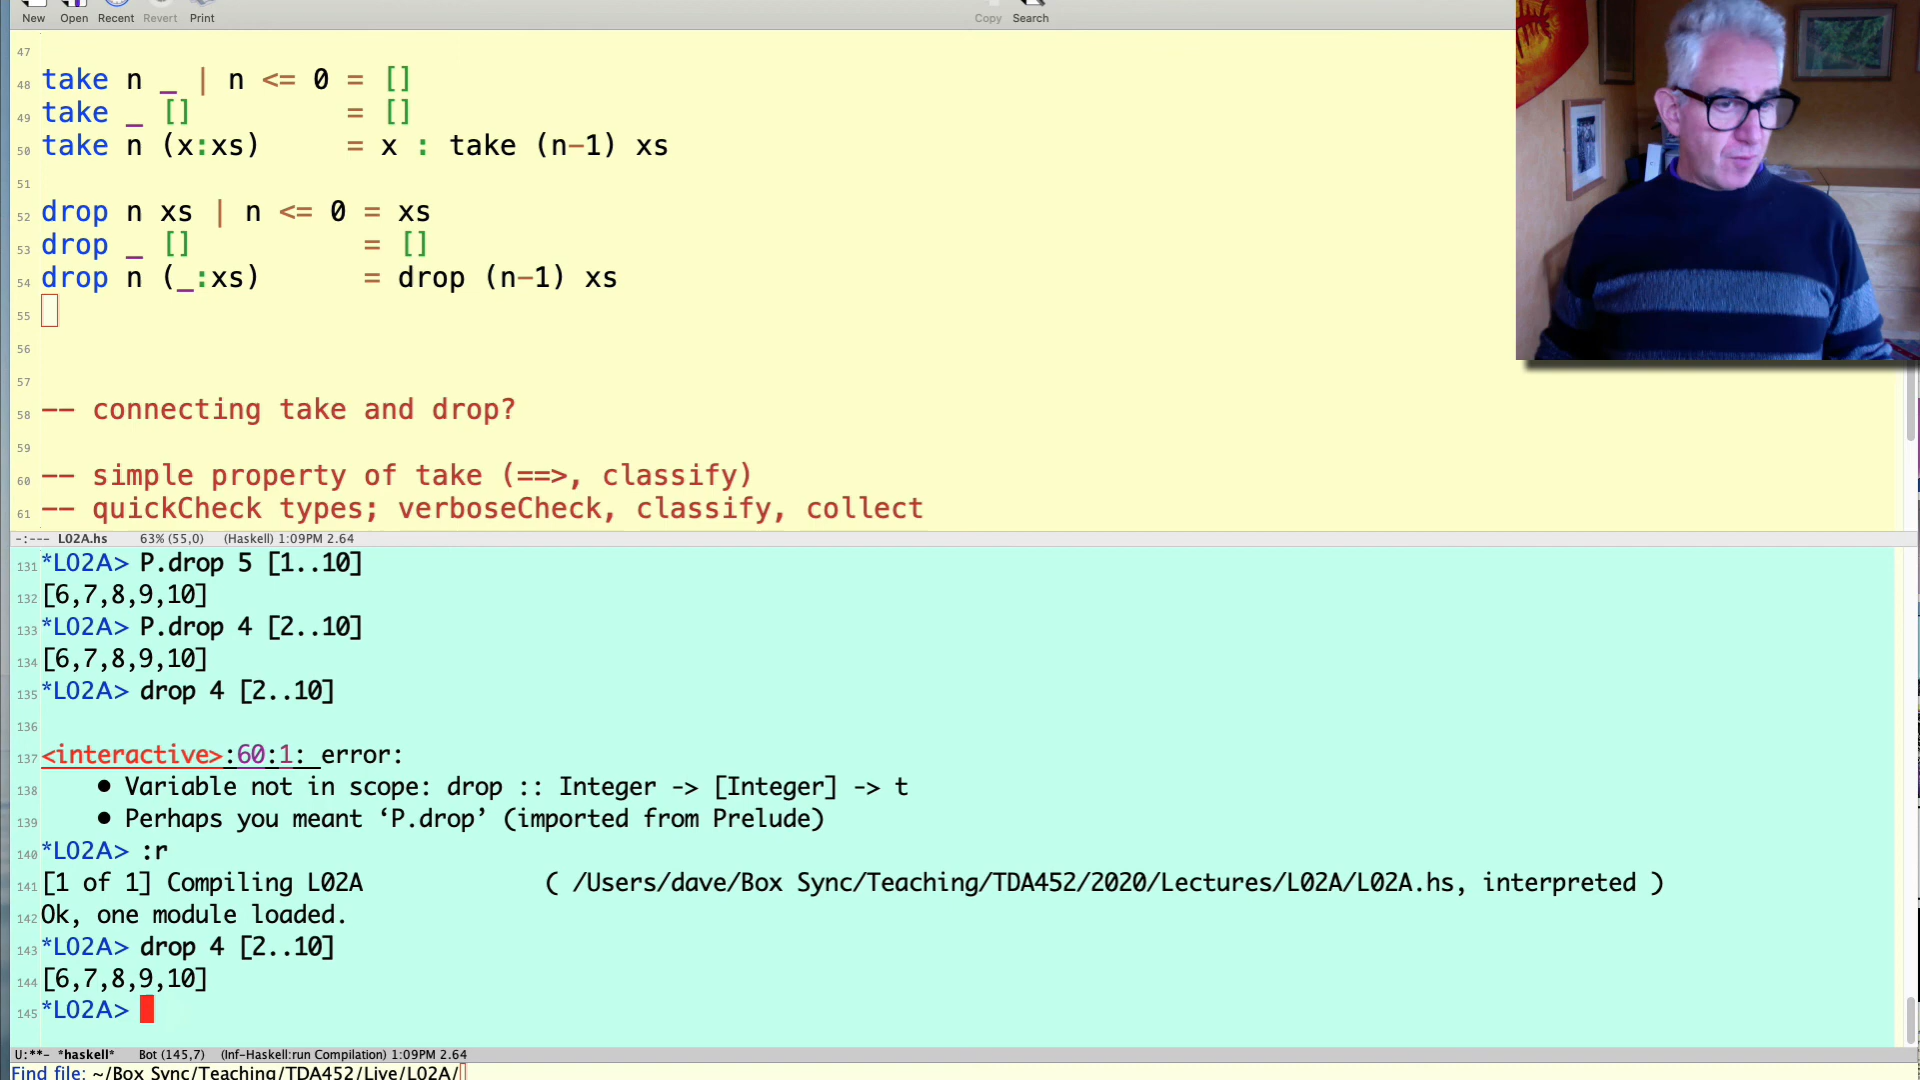 New Open Recent Revert Print Copy Search
47
48 take n _ | n <= 0 = []
49 take _ [] = []
50 take n (x:xs) = x : take (n-1) xs
51
52 drop n xs | n <= 0 = xs
53 drop _ [] = []
54 drop n (_:xs) = drop (n-1) xs
55
56
57
58 -- connecting take and drop?
59
60 -- simple property of take (==>, classify)
61 -- quickCheck types; verboseCheck, classify, collect
-:--- L02A.hs 63% (55,0) (Haskell) 1:09PM 2.64
131 *L02A> P.drop 5 [1..10]
132 [6,7,8,9,10]
133 *L02A> P.drop 4 [2..10]
134 [6,7,8,9,10]
135 *L02A> drop 4 [2..10]
136
137 <interactive>:60:1: error:
138 • Variable not in scope: drop :: Integer -> [Integer] -> t
139 • Perhaps you meant ‘P.drop’ (imported from Prelude)
140 *L02A> :r
141 [1 of 1] Compiling L02A ( /Users/dave/Box Sync/Teaching/TDA452/2020/Lectures/L02A/L02A.hs, interpreted )
142 Ok, one module loaded.
143 *L02A> drop 4 [2..10]
144 [6,7,8,9,10]
145 *L02A>
U:**- *haskell* Bot (145,7) (Inf-Haskell:run Compilation) 1:09PM 2.64
Find file: ~/Box Sync/Teaching/TDA452/Live/L02A/